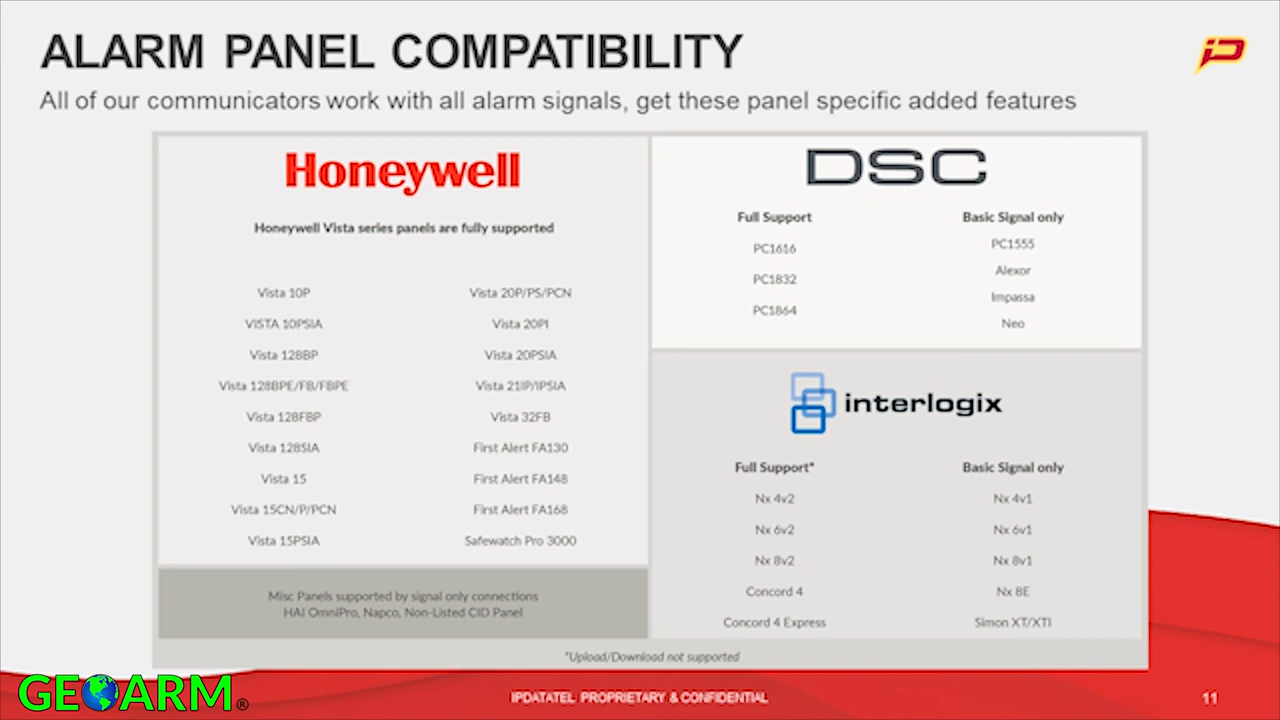 ALARM PANEL COMPATIBILITY
iD
All of our communicators work with all alarm signals, get these panel specific added features
Honeywell
Honeywell Vista series panels are fully supported
Vista 10P
VISTA 10PSIA
Vista 128BP
Vista 128BPE/FB/FBPE
Vista 128FBP
Vista 128SIA
Vista 15
Vista 15CN/P/PCN
Vista 15PSIA
Vista 20P/PS/PCN
Vista 20PI
Vista 20PSIA
Vista 21IP/IPSIA
Vista 32FB
First Alert FA130
First Alert FA148
First Alert FA168
Safewatch Pro 3000
Misc Panels supported by signal only connections
HAI OmniPro, Napco, Non-Listed CID Panel
DSC
Full Support
PC1616
PC1832
PC1864
Basic Signal only
PC1555
Alexor
Impassa
Neo
interlogix
Full Support*
Nx 4v2
Nx 6v2
Nx 8v2
Concord 4
Concord 4 Express
Basic Signal only
Nx 4v1
Nx 6v1
Nx 8v1
Nx 8E
Simon XT/XTI
*Upload/Download not supported
GEOARM®
IPDATATEL PROPRIETARY & CONFIDENTIAL
11